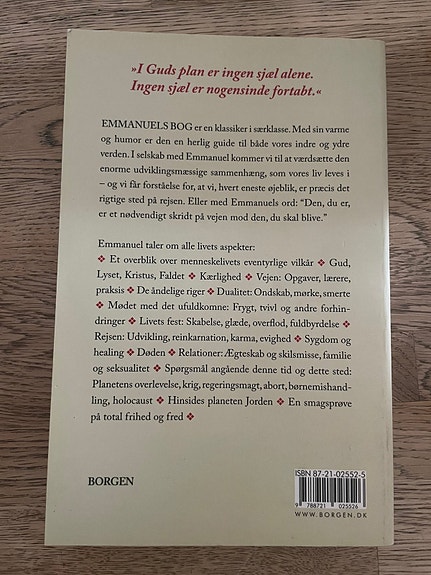 »I Guds plan er ingen sjæl alene.
Ingen sjæl er nogensinde fortabt.«
EMMANUELS BOG er en klassiker i særklasse. Med sin varme
og humor er den en herlig guide til både vores indre og ydre
verden. I selskab med Emmanuel kommer vi til at værdsætte den
enorme udviklingsmæssige sammenhæng, som vores liv leves i
– og vi får forståelse for, at vi, hvert eneste øjeblik, er præcis det
rigtige sted på rejsen. Eller med Emmanuels ord: ”Den, du er,
er et nødvendigt skridt på vejen mod den, du skal blive.”
Emmanuel taler om alle livets aspekter:
❖ Et overblik over menneskelivets eventyrlige vilkår ❖ Gud,
Lyset, Kristus, Faldet ❖ Kærlighed ❖ Vejen: Opgaver, lærere,
praksis ❖ De åndelige riger ❖ Dualitet: Ondskab, mørke, smerte
❖ Mødet med det ufuldkomne: Frygt, tvivl og andre forhin-
dringer ❖ Livets fest: Skabelse, glæde, overflod, fuldbyrdelse ❖
Rejsen: Udvikling, reinkarnation, karma, evighed ❖ Sygdom og
healing ❖ Døden ❖ Relationer: Ægteskab og skilsmisse, familie
og seksualitet ❖ Spørgsmål angående denne tid og dette sted:
Planetens overlevelse, krig, regeringsmagt, abort, børnemishand-
ling, holocaust ❖ Hinsides planeten Jorden ❖ En smagsprøve
på total frihed og fred ❖
BORGEN
ISBN 87-21-02552-5
9 788721 025526
WWW.BORGEN.DK